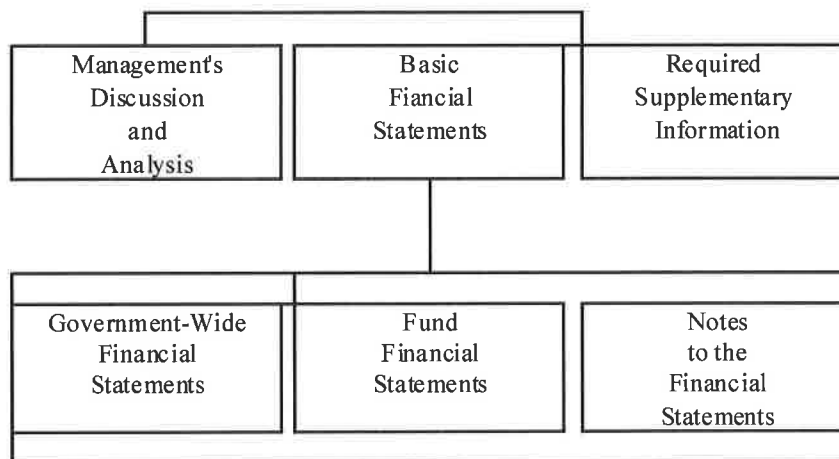 Management's
Discussion
and
Analysis
Basic
Fiancial
Statements
Required
Supplementary
Information
Government-Wide
Financial
Statements
Fund
Financial
Statements
Notes
to the
Financial
Statements